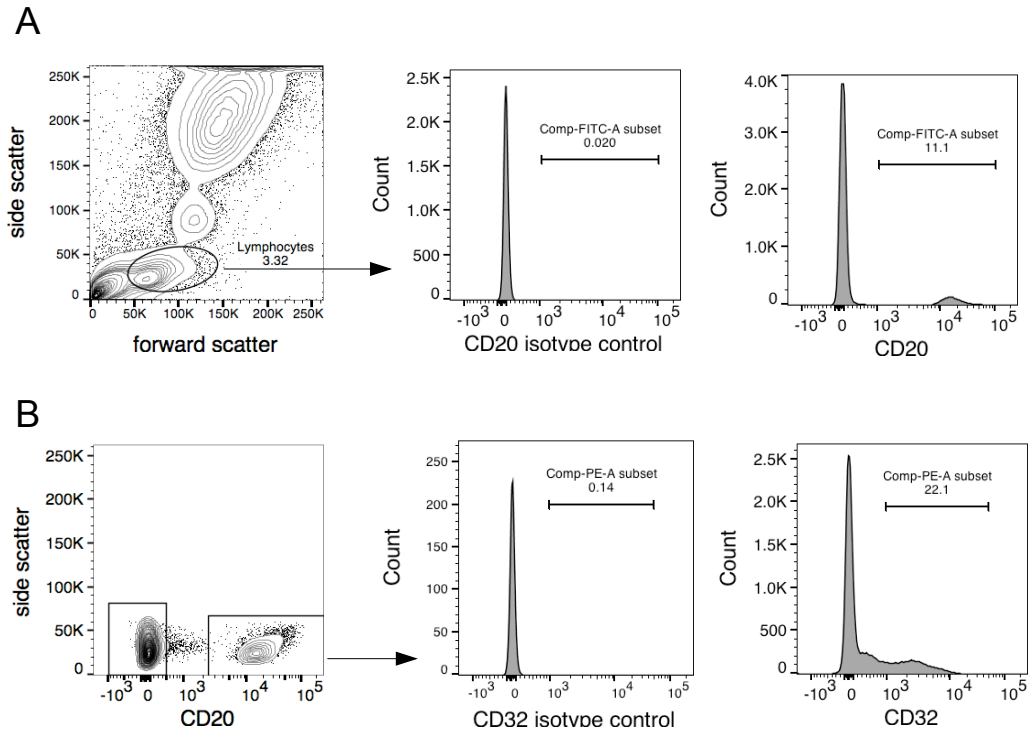 A
side scatter
250K
200K
150K
100K
50K
0
0 50K 100K 150K 200K 250K
forward scatter
Lymphocytes
3.32
Count
2.5K
2.0K
1.5K
1.0K
500
0
Comp-FITC-A subset
0.020
-10³ 0 10³ 10⁴ 10⁵
CD20 isotype control
Count
4.0K
3.0K
2.0K
1.0K
0
Comp-FITC-A subset
11.1
-10³ 0 10³ 10⁴ 10⁵
CD20
B
side scatter
250K
200K
150K
100K
50K
0
-10³ 0 10³ 10⁴ 10⁵
CD20
Count
250
200
150
100
50
0
Comp-PE-A subset
0.14
-10³ 0 10³ 10⁴ 10⁵
CD32 isotype control
Count
2.5K
2.0K
1.5K
1.0K
500
0
Comp-PE-A subset
22.1
-10³ 0 10³ 10⁴ 10⁵
CD32